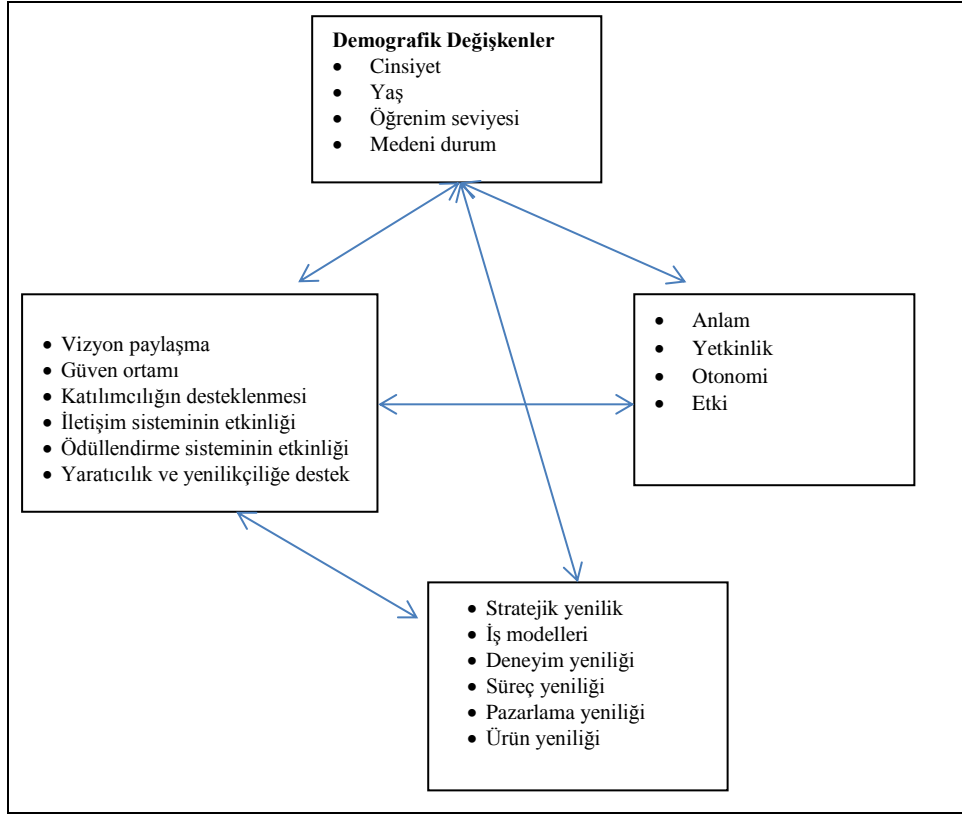 Demografik Değişkenler
• Cinsiyet
• Yaş
• Öğrenim seviyesi
• Medeni durum
• Vizyon paylaşma
• Güven ortamı
• Katılımcılığın desteklenmesi
• İletişim sisteminin etkinliği
• Ödüllendirme sisteminin etkinliği
• Yaratıcılık ve yenilikçiliğe destek
• Anlam
• Yetkinlik
• Otonomi
• Etki
• Stratejik yenilik
• İş modelleri
• Deneyim yeniliği
• Süreç yeniliği
• Pazarlama yeniliği
• Ürün yeniliği